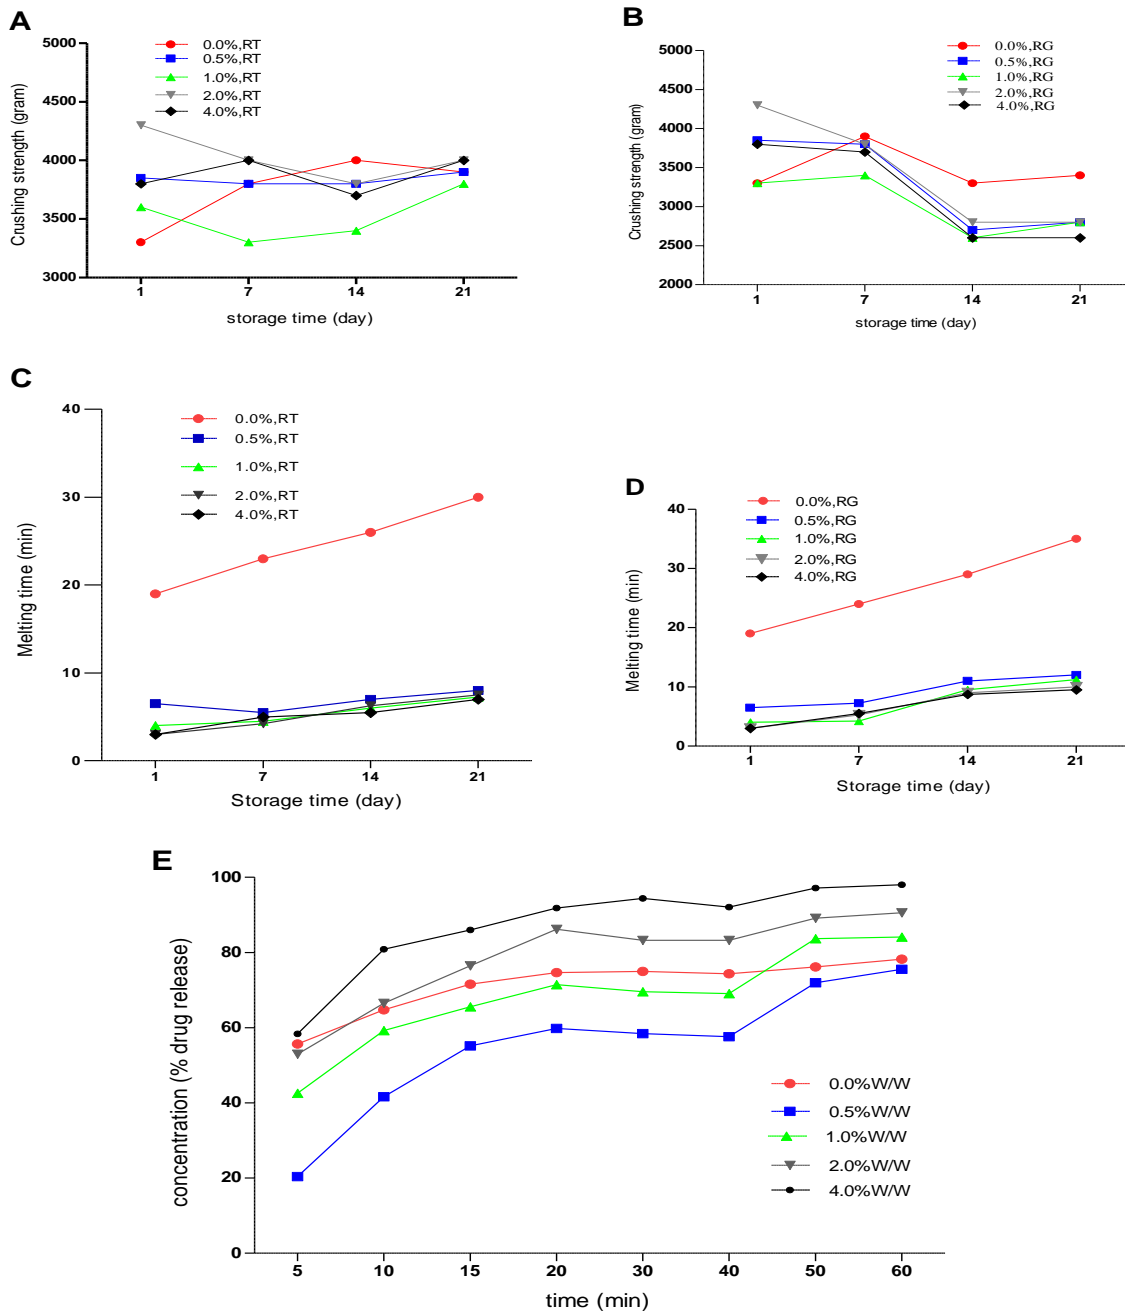 A
0.0%,RT
0.5%,RT
1.0%,RT
2.0%,RT
4.0%,RT
Crushing strength (gram)
5000
4500
4000
3500
3000
1 7 14 21
storage time (day)
B
0.0%,RG
0.5%,RG
1.0%,RG
2.0%,RG
4.0%,RG
Crushing strength (gram)
5000
4500
4000
3500
3000
2500
2000
1 7 14 21
storage time (day)
C
0.0%,RT
0.5%,RT
1.0%,RT
2.0%,RT
4.0%,RT
Melting time (min)
40
30
20
10
0
1 7 14 21
Storage time (day)
D
0.0%,RG
0.5%,RG
1.0%,RG
2.0%,RG
4.0%,RG
Melting time (min)
40
30
20
10
0
1 7 14 21
Storage time (day)
E
concentration (% drug release)
100
80
60
40
20
0
0.0%W/W
0.5%W/W
1.0%W/W
2.0%W/W
4.0%W/W
5 10 15 20 30 40 50 60
time (min)